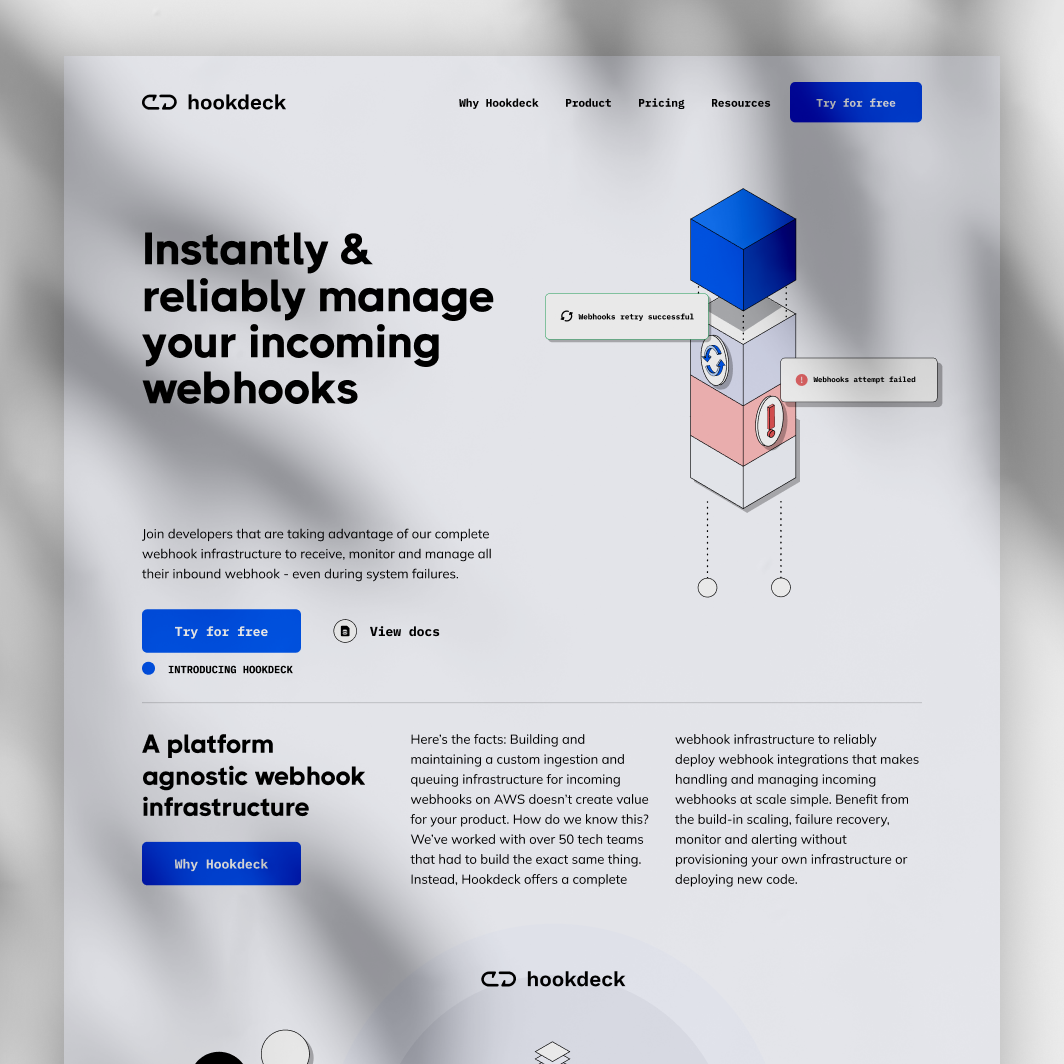 hookdeck
Why Hookdeck Product Pricing Resources Try for free
Instantly &
reliably manage
your incoming
webhooks
Webhooks retry successful
Webhooks attempt failed
Join developers that are taking advantage of our complete
webhook infrastructure to receive, monitor and manage all
their inbound webhook - even during system failures.
Try for free
View docs
INTRODUCING HOOKDECK
A platform
agnostic webhook
infrastructure
Why Hookdeck
Here’s the facts: Building and
maintaining a custom ingestion and
queuing infrastructure for incoming
webhooks on AWS doesn’t create value
for your product. How do we know this?
We’ve worked with over 50 tech teams
that had to build the exact same thing.
Instead, Hookdeck offers a complete
webhook infrastructure to reliably
deploy webhook integrations that makes
handling and managing incoming
webhooks at scale simple. Benefit from
the build-in scaling, failure recovery,
monitor and alerting without
provisioning your own infrastructure or
deploying new code.
hookdeck